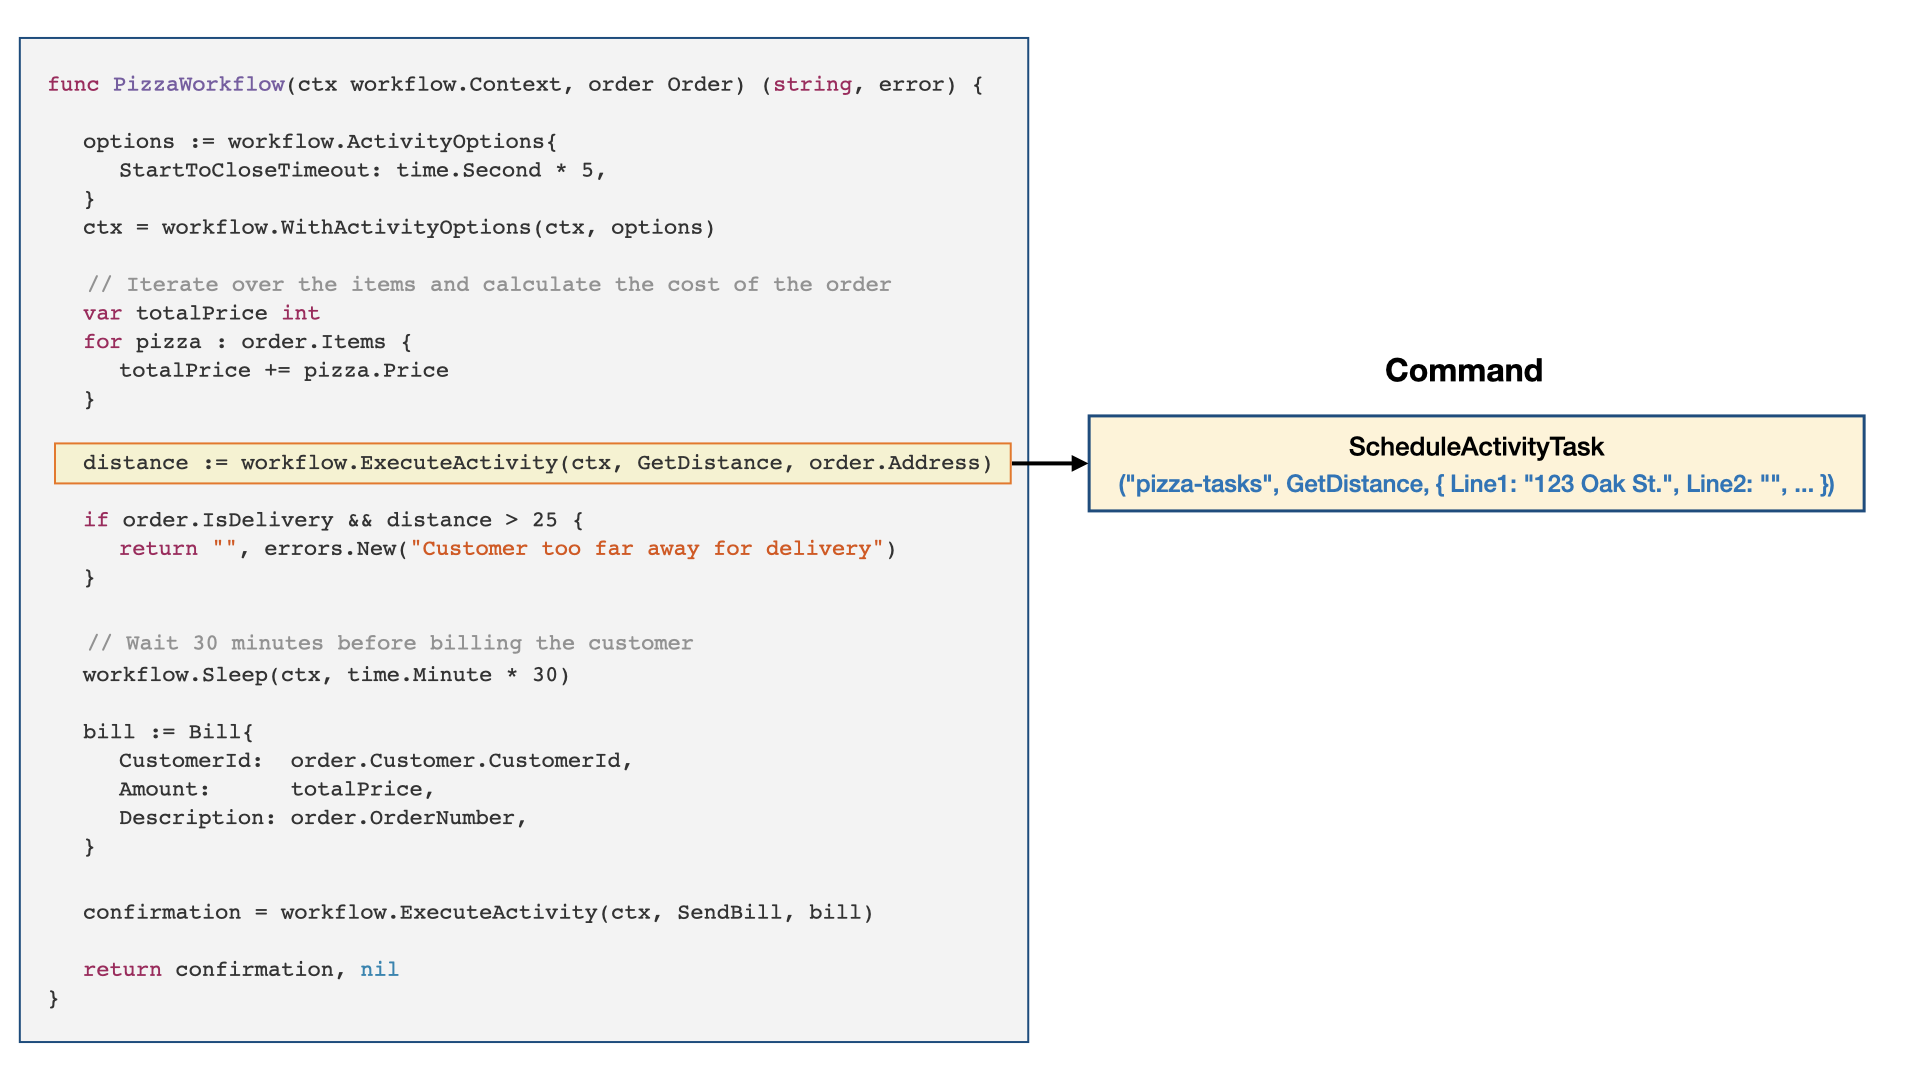 func PizzaWorkflow(ctx workflow.Context, order Order) (string, error) {
options := workflow.ActivityOptions{
StartToCloseTimeout: time.Second * 5,
}
ctx = workflow.WithActivityOptions(ctx, options)
// Iterate over the items and calculate the cost of the order
var totalPrice int
for pizza : order.Items {
totalPrice += pizza.Price
}
distance := workflow.ExecuteActivity(ctx, GetDistance, order.Address)
if order.IsDelivery && distance > 25 {
return "", errors.New("Customer too far away for delivery")
}
// Wait 30 minutes before billing the customer
workflow.Sleep(ctx, time.Minute * 30)
bill := Bill{
CustomerId: order.Customer.CustomerId,
Amount: totalPrice,
Description: order.OrderNumber,
}
confirmation = workflow.ExecuteActivity(ctx, SendBill, bill)
return confirmation, nil
}
Command
ScheduleActivityTask
("pizza-tasks", GetDistance, { Line1: "123 Oak St.", Line2: "", ... })